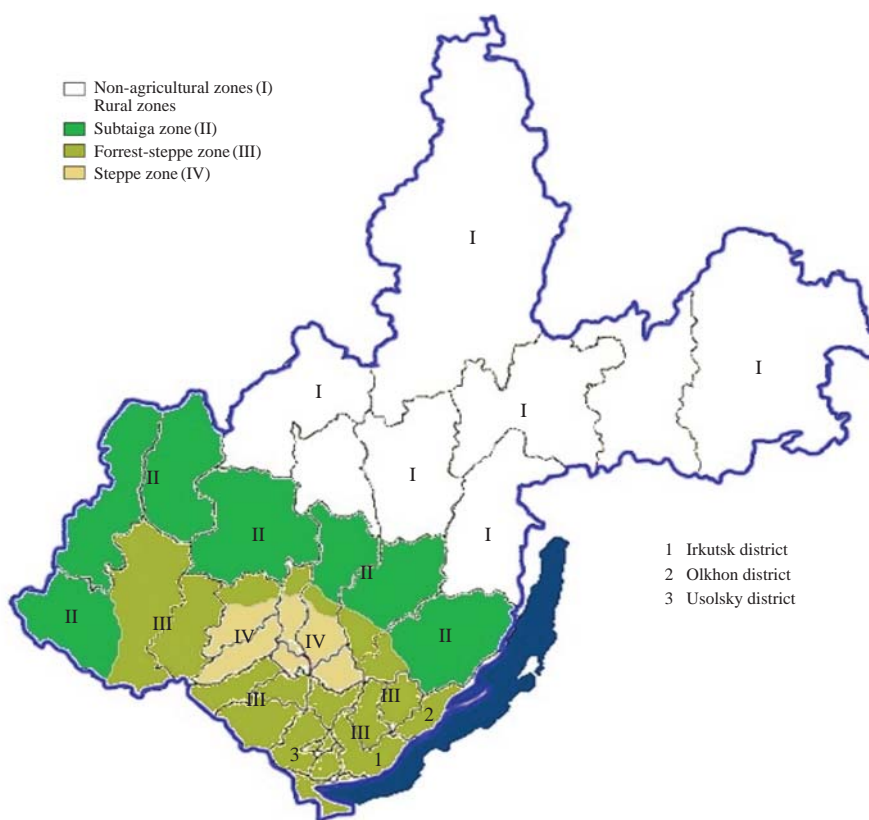 Non-agricultural zones (I)
Rural zones
Subtaiga zone (II)
Forrest-steppe zone (III)
Steppe zone (IV)
I
I
I
I
I
I
II
II
II
II
II
III
IV
IV
III
III
III
2
3
1
1 Irkutsk district
2 Olkhon district
3 Usolsky district